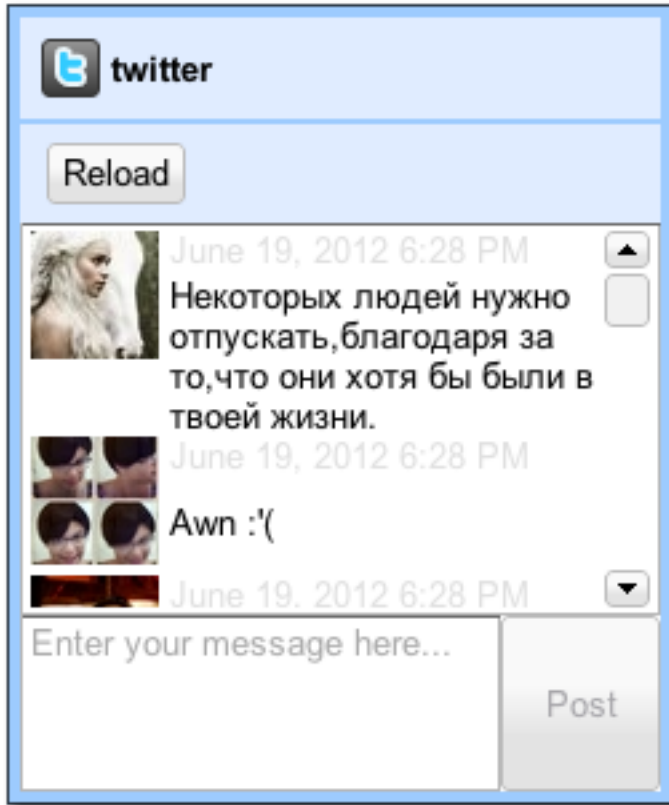 twitter
Reload
June 19, 2012 6:28 PM
Некоторых людей нужно
отпускать,благодаря за
то,что они хотя бы были в
твоей жизни.
June 19, 2012 6:28 PM
Awn :'(
June 19. 2012 6:28 PM
Enter your message here...
Post